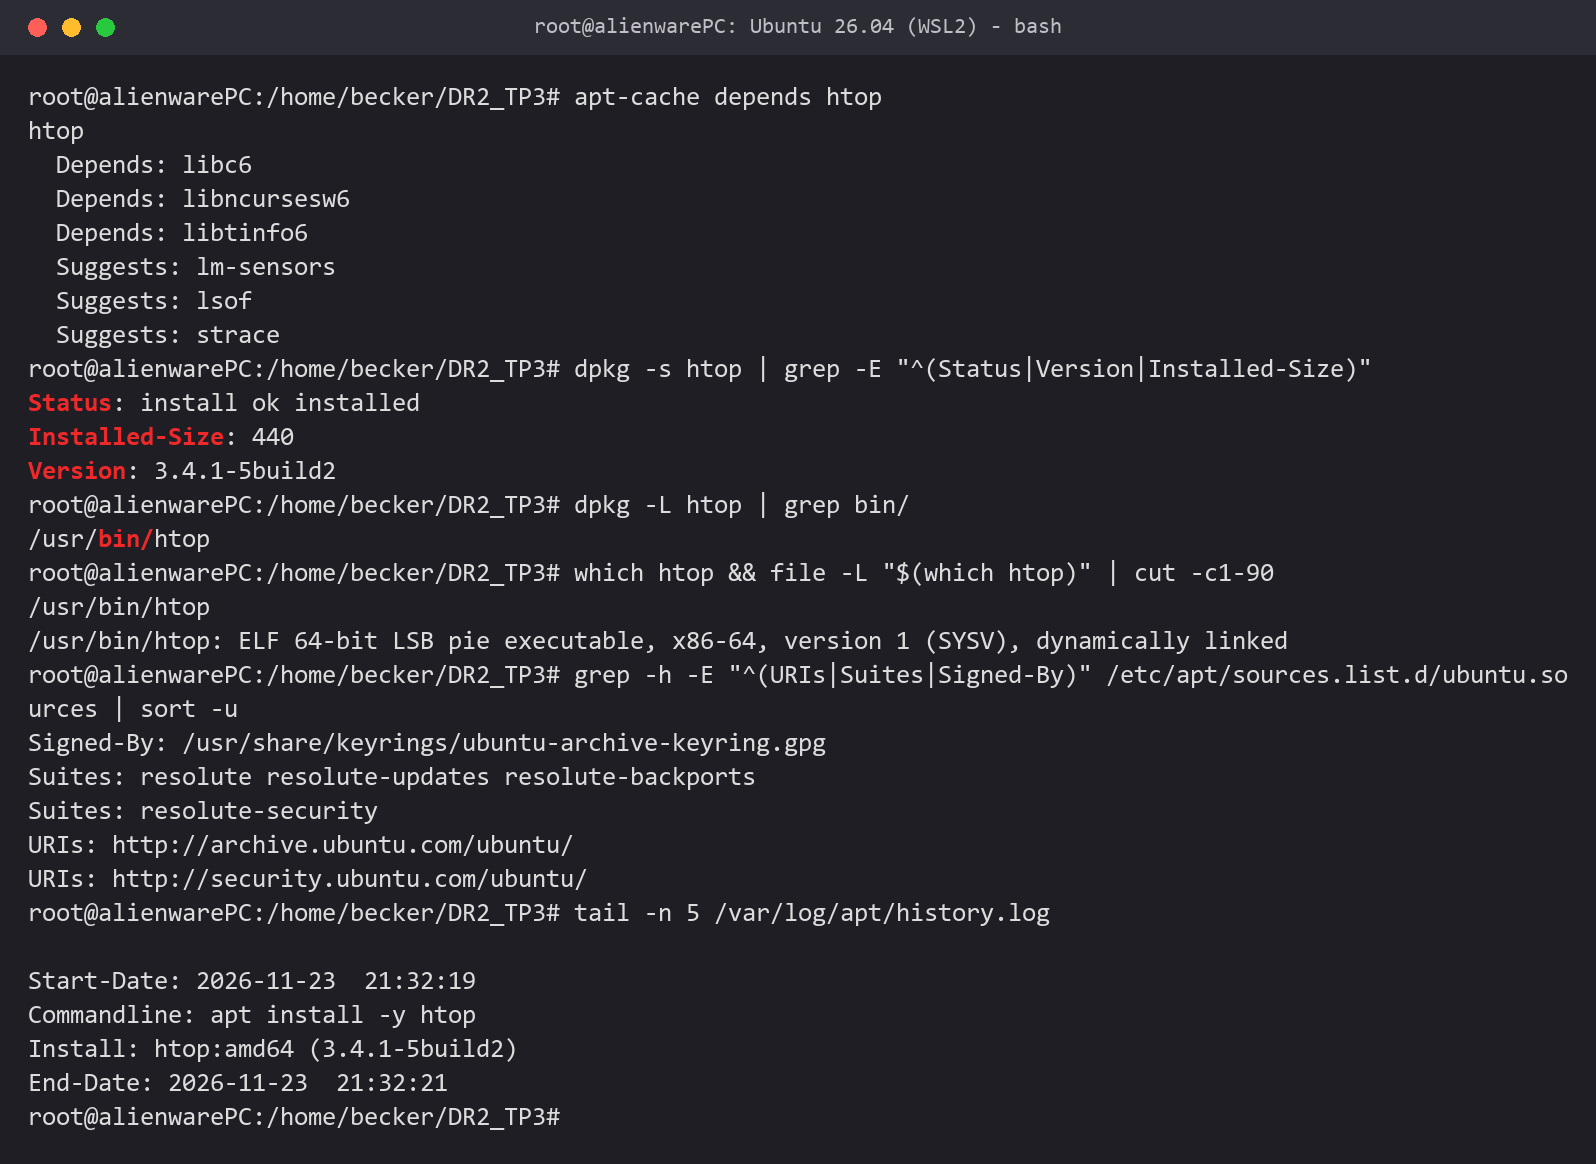 root@alienwarePC: Ubuntu 26.04 (WSL2) - bash
root@alienwarePC:/home/becker/DR2_TP3# apt-cache depends htop
htop
  Depends: libc6
  Depends: libncursesw6
  Depends: libtinfo6
  Suggests: lm-sensors
  Suggests: lsof
  Suggests: strace
root@alienwarePC:/home/becker/DR2_TP3# dpkg -s htop | grep -E "^(Status|Version|Installed-Size)"
Status: install ok installed
Installed-Size: 440
Version: 3.4.1-5build2
root@alienwarePC:/home/becker/DR2_TP3# dpkg -L htop | grep bin/
/usr/bin/htop
root@alienwarePC:/home/becker/DR2_TP3# which htop && file -L "$(which htop)" | cut -c1-90
/usr/bin/htop
/usr/bin/htop: ELF 64-bit LSB pie executable, x86-64, version 1 (SYSV), dynamically linked
root@alienwarePC:/home/becker/DR2_TP3# grep -h -E "^(URIs|Suites|Signed-By)" /etc/apt/sources.list.d/ubuntu.so
urces | sort -u
Signed-By: /usr/share/keyrings/ubuntu-archive-keyring.gpg
Suites: resolute resolute-updates resolute-backports
Suites: resolute-security
URIs: http://archive.ubuntu.com/ubuntu/
URIs: http://security.ubuntu.com/ubuntu/
root@alienwarePC:/home/becker/DR2_TP3# tail -n 5 /var/log/apt/history.log

Start-Date: 2026-11-23  21:32:19
Commandline: apt install -y htop
Install: htop:amd64 (3.4.1-5build2)
End-Date: 2026-11-23  21:32:21
root@alienwarePC:/home/becker/DR2_TP3#